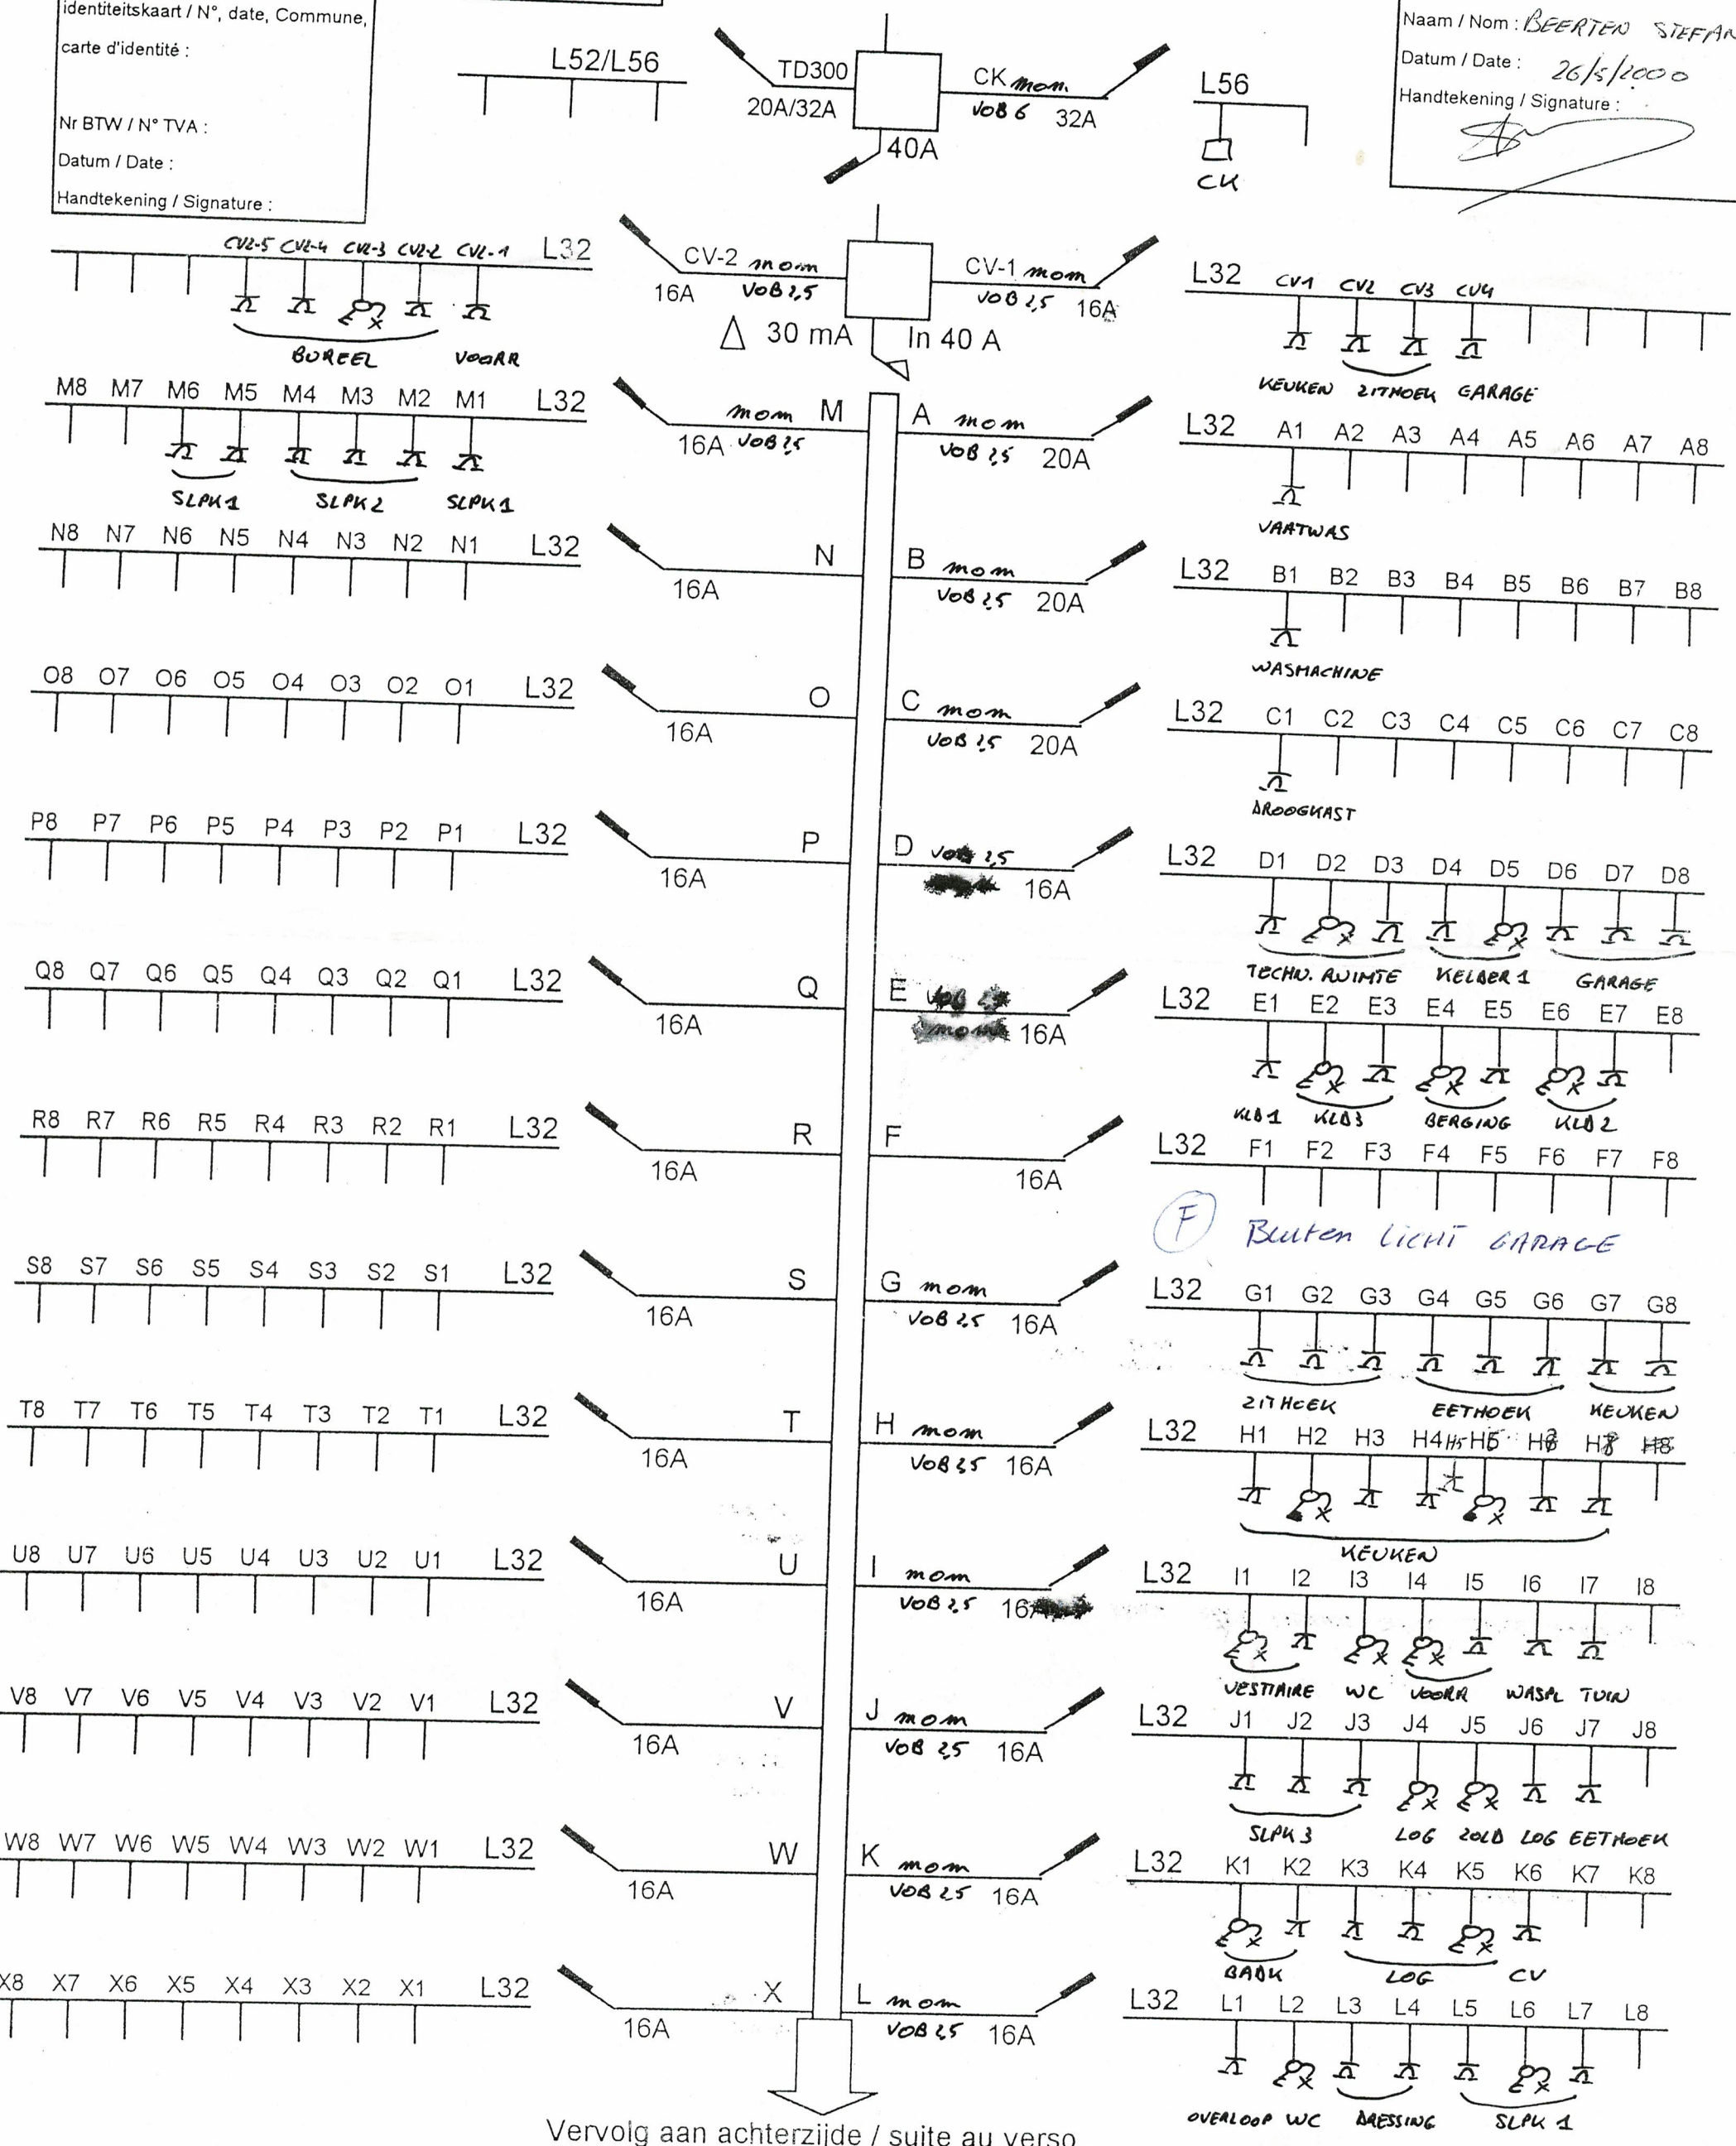 identiteitskaart / N°, date, Commune,
carte d'identité :
Nr BTW / N° TVA :
Datum / Date :
Handtekening / Signature :
L52/L56
TD300
20A/32A
40A
CK mom
VOB 6 32A
L56
CK
Naam / Nom : BEERTEN STEFAN
Datum / Date : 26/5/2000
Handtekening / Signature :
CV2-5 CV2-4 CV2-3 CV2-2 CV2-1 L32
BUREEL VOORR
CV-2 mom
16A VOB 2,5
CV-1 mom
VOB 2,5 16A
Δ 30 mA In 40 A
L32 CV1 CV2 CV3 CV4
KEUKEN ZITHOEK GARAGE
M8 M7 M6 M5 M4 M3 M2 M1 L32
SLPK1 SLPK2 SLPK1
mom M
16A VOB 2,5
A mom
VOB 2,5 20A
L32 A1 A2 A3 A4 A5 A6 A7 A8
VAATWAS
N8 N7 N6 N5 N4 N3 N2 N1 L32
N
16A
B mom
VOB 2,5 20A
L32 B1 B2 B3 B4 B5 B6 B7 B8
WASMACHINE
O8 O7 O6 O5 O4 O3 O2 O1 L32
O
16A
C mom
VOB 2,5 20A
L32 C1 C2 C3 C4 C5 C6 C7 C8
DROOGKAST
P8 P7 P6 P5 P4 P3 P2 P1 L32
P
16A
D VOB 2,5
16A
L32 D1 D2 D3 D4 D5 D6 D7 D8
TECHN. RUIMTE KELDER 1 GARAGE
Q8 Q7 Q6 Q5 Q4 Q3 Q2 Q1 L32
Q
16A
E VOB
mom 16A
L32 E1 E2 E3 E4 E5 E6 E7 E8
KLD1 KLD3 BERGING KLD2
R8 R7 R6 R5 R4 R3 R2 R1 L32
R
16A
F
16A
L32 F1 F2 F3 F4 F5 F6 F7 F8
F Buiten LICHT GARAGE
S8 S7 S6 S5 S4 S3 S2 S1 L32
S
16A
G mom
VOB 2,5 16A
L32 G1 G2 G3 G4 G5 G6 G7 G8
ZITHOEK EETHOEK KEUKEN
T8 T7 T6 T5 T4 T3 T2 T1 L32
T
16A
H mom
VOB 2,5 16A
L32 H1 H2 H3 H4 H5 H6 H7 H8
KEUKEN
U8 U7 U6 U5 U4 U3 U2 U1 L32
U
16A
I mom
VOB 2,5 16A
L32 I1 I2 I3 I4 I5 I6 I7 I8
VESTIAIRE WC VOORR WASPL TUIN
V8 V7 V6 V5 V4 V3 V2 V1 L32
V
16A
J mom
VOB 2,5 16A
L32 J1 J2 J3 J4 J5 J6 J7 J8
SLPK 3 LOG ZOLD LOG EETHOEK
W8 W7 W6 W5 W4 W3 W2 W1 L32
W
16A
K mom
VOB 2,5 16A
L32 K1 K2 K3 K4 K5 K6 K7 K8
BADK LOG CV
X8 X7 X6 X5 X4 X3 X2 X1 L32
X
16A
L mom
VOB 2,5 16A
L32 L1 L2 L3 L4 L5 L6 L7 L8
OVERLOOP WC DRESSING SLPK 1
Vervolg aan achterzijde / suite au verso